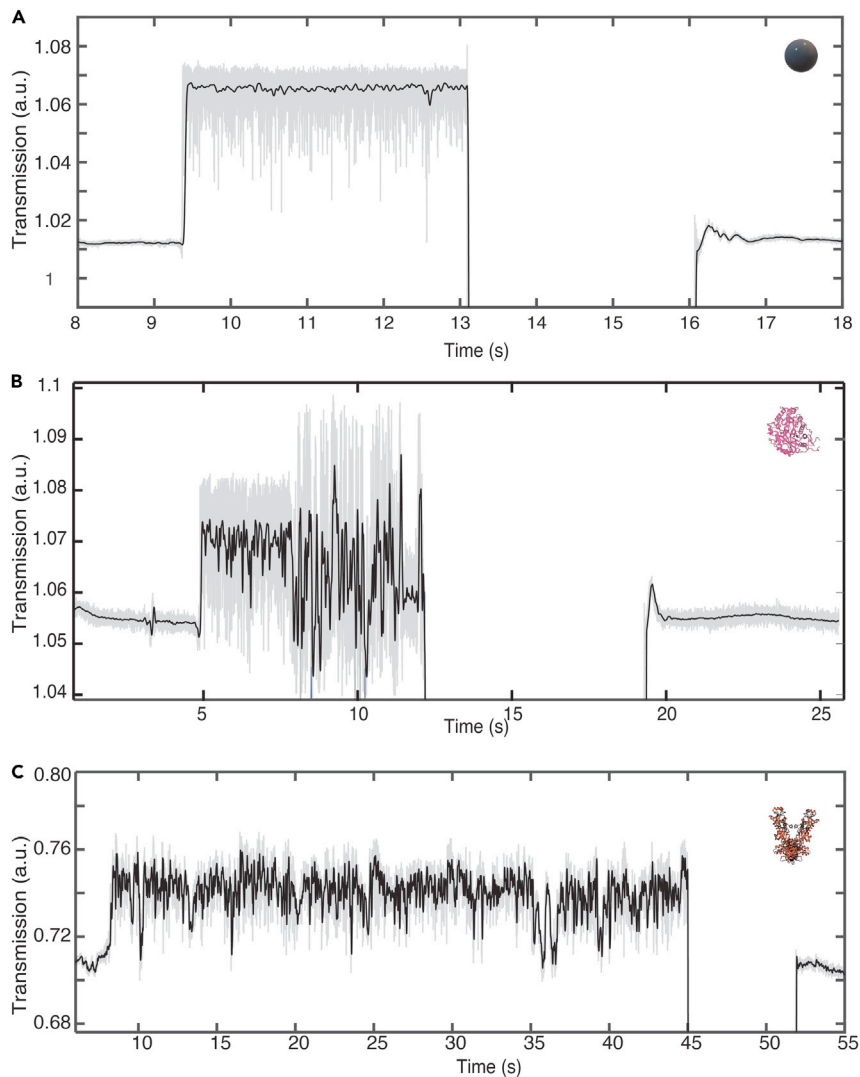 A
Transmission (a.u.)
1.08
1.06
1.04
1.02
1
8 9 10 11 12 13 14 15 16 17 18
Time (s)
B
Transmission (a.u.)
1.1
1.09
1.08
1.07
1.06
1.05
1.04
5 10 15 20 25
Time (s)
C
Transmission (a.u.)
0.80
0.76
0.72
0.68
10 15 20 25 30 35 40 45 50 55
Time (s)